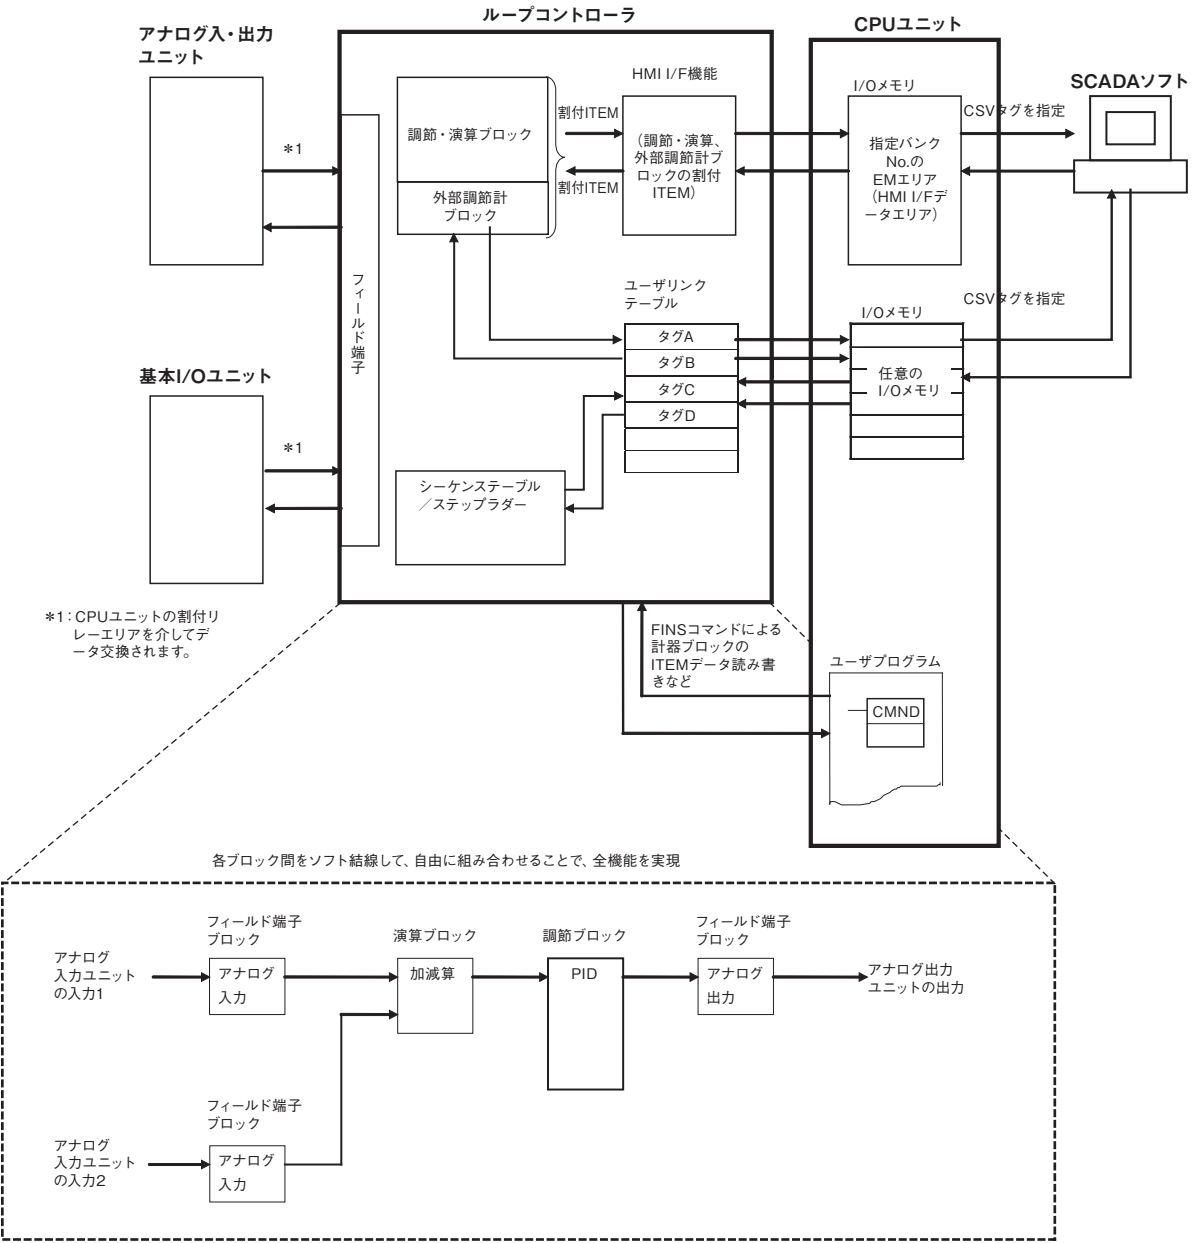 ループコントローラ
CPUユニット
アナログ入・出力
ユニット
HMI I/F機能
I/Oメモリ
SCADAソフト
調節・演算ブロック
外部調節計
ブロック
割付ITEM
割付ITEM
(調節・演算、
外部調節計ブ
ロックの割付
ITEM)
指定バンク
No.の
EMエリア
(HMI I/Fデ
ータエリア)
CSVタグを指定
*1
フィールド端子
ユーザリンク
テーブル
タグA
タグB
タグC
タグD
I/Oメモリ
任意の
I/Oメモリ
CSVタグを指定
基本I/Oユニット
*1
シーケンステーブル
/ステップラダー
*1:CPUユニットの割付リ
レーエリアを介してデ
ータ交換されます。
FINSコマンドによる
計器ブロックの
ITEMデータ読み書
きなど
ユーザプログラム
CMND
各ブロック間をソフト結線して、自由に組み合わせることで、全機能を実現
アナログ
入力ユニット
の入力1
フィールド端子
ブロック
アナログ
入力
演算ブロック
加減算
調節ブロック
PID
フィールド端子
ブロック
アナログ
出力
アナログ出力
ユニットの出力
アナログ
入力ユニット
の入力2
フィールド端子
ブロック
アナログ
入力